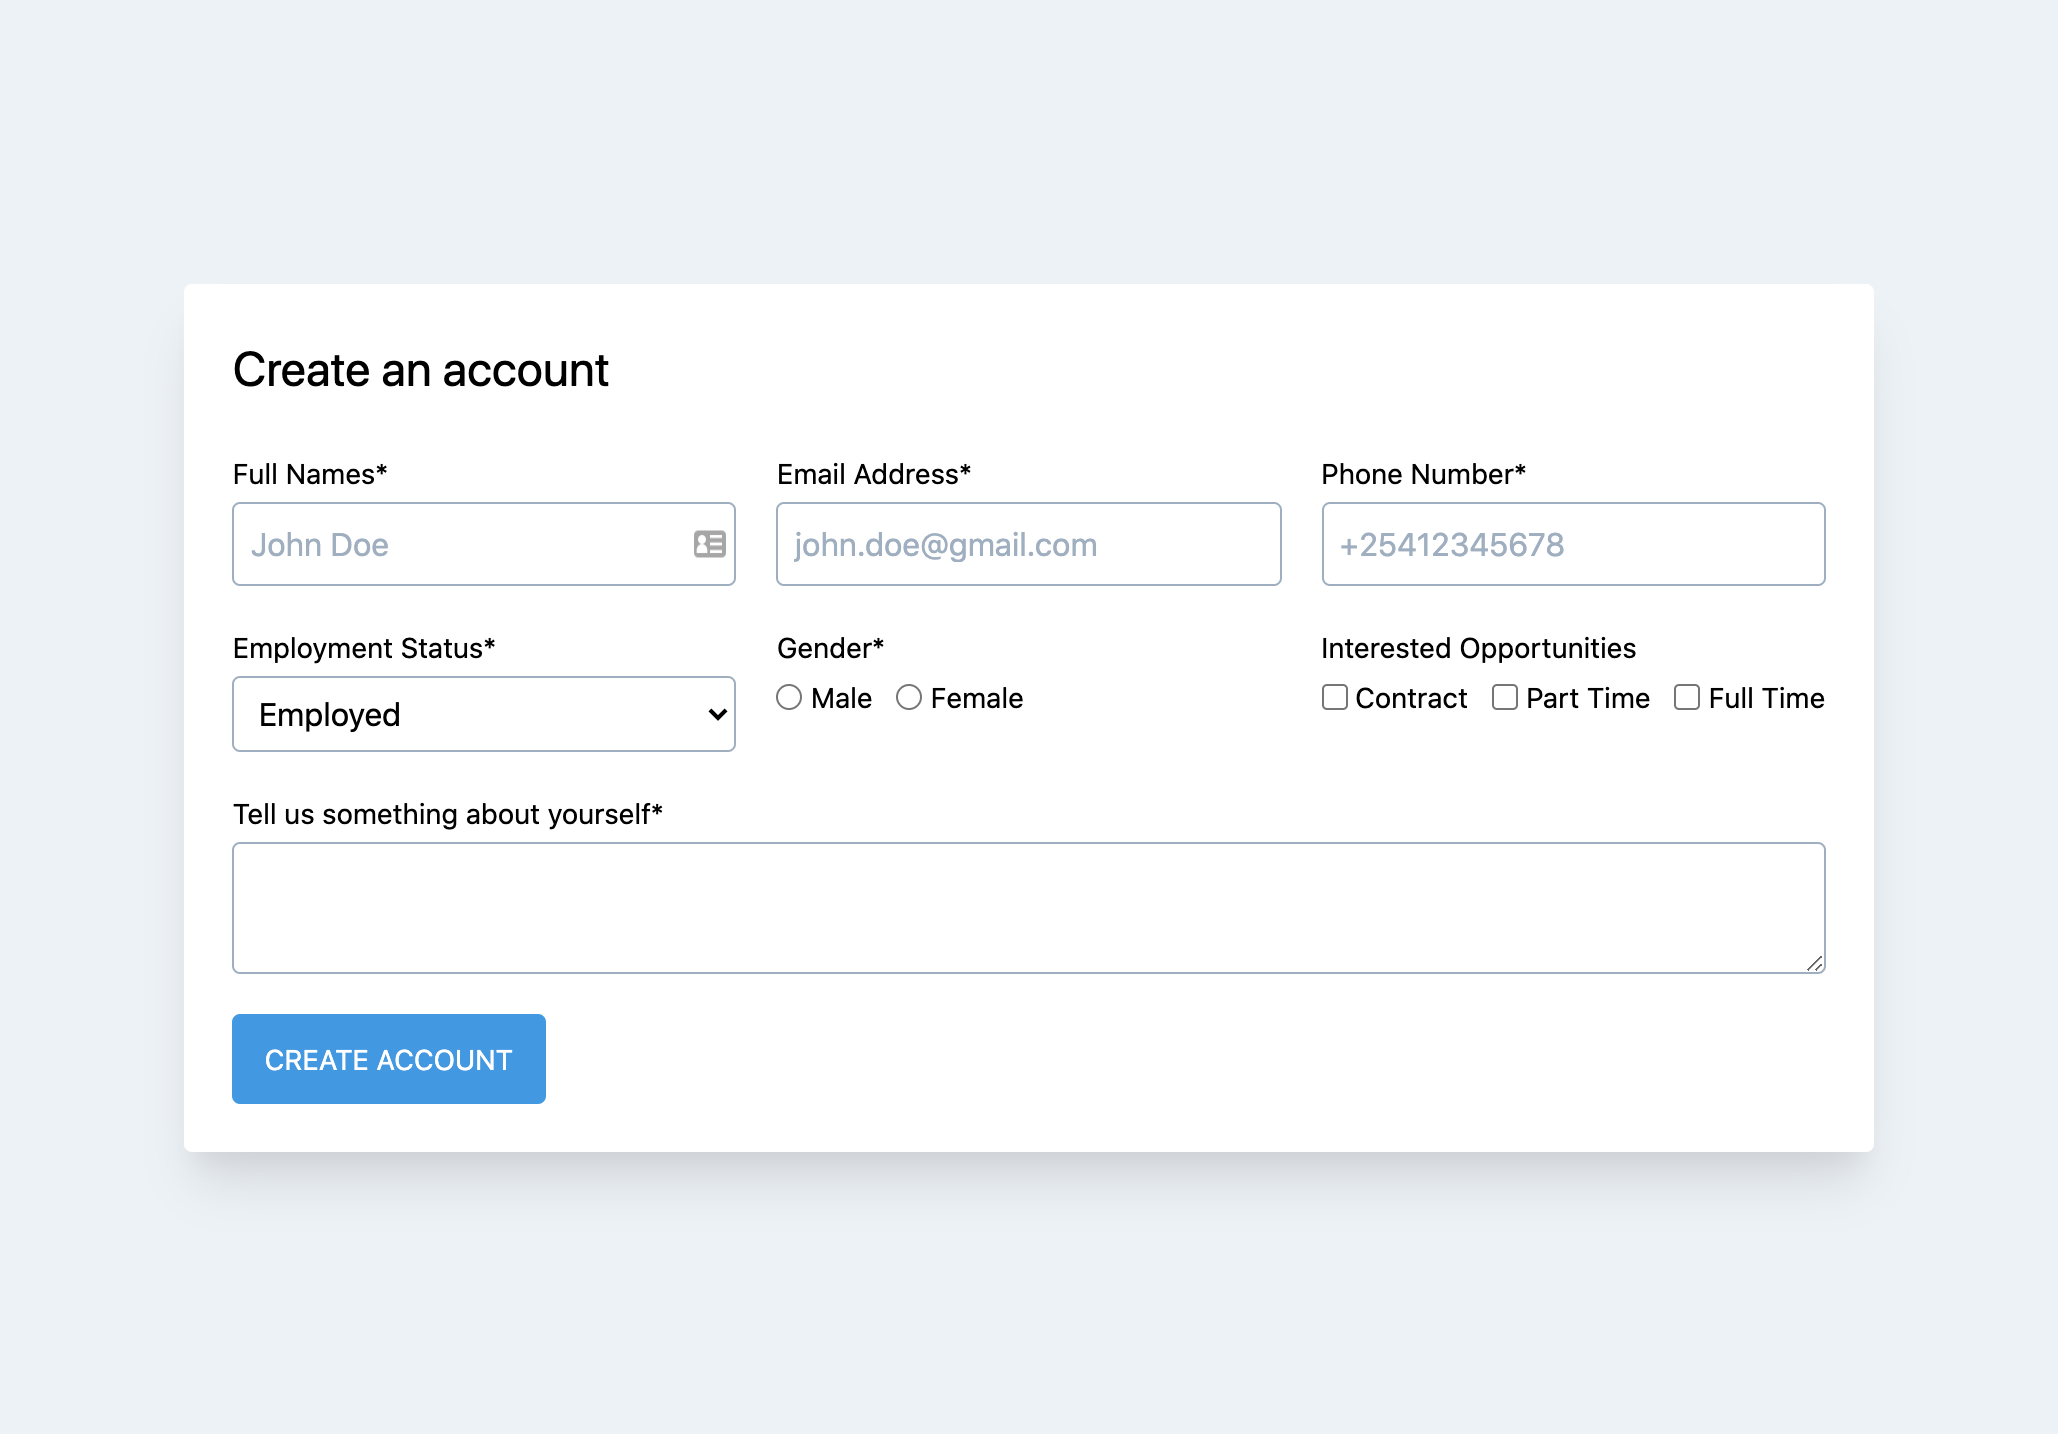 Create an account
Full Names* Email Address* Phone Number*
John Doe john.doe@gmail.com +25412345678
Employment Status* Gender* Interested Opportunities
Employed Male Female Contract Part Time Full Time
Tell us something about yourself*
CREATE ACCOUNT